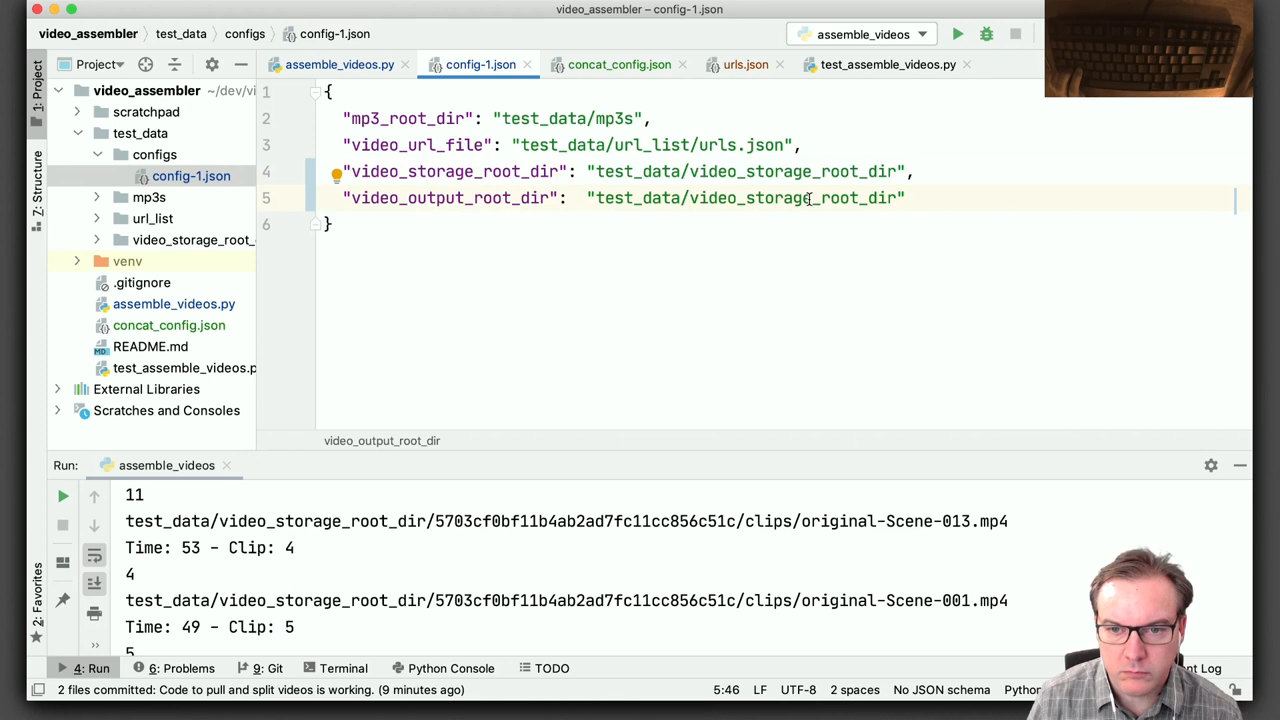 video_assembler – config-1.json
video_assembler
test_data
configs
config-1.json
assemble_videos
Project
assemble_videos.py
config-1.json
concat_config.json
urls.json
test_assemble_videos.py
1: Project
Z: Structure
2: Favorites
video_assembler ~/dev/vi
scratchpad
test_data
configs
config-1.json
mp3s
url_list
video_storage_root_
venv
.gitignore
assemble_videos.py
concat_config.json
README.md
test_assemble_videos.p
External Libraries
Scratches and Consoles
1 {
2 "mp3_root_dir": "test_data/mp3s",
3 "video_url_file": "test_data/url_list/urls.json",
4 "video_storage_root_dir": "test_data/video_storage_root_dir",
5 "video_output_root_dir": "test_data/video_storage_root_dir"
6 }
video_output_root_dir
Run: assemble_videos
11
test_data/video_storage_root_dir/5703cf0bf11b4ab2ad7fc11cc856c51c/clips/original-Scene-013.mp4
Time: 53 - Clip: 4
4
test_data/video_storage_root_dir/5703cf0bf11b4ab2ad7fc11cc856c51c/clips/original-Scene-001.mp4
Time: 49 - Clip: 5
5
4: Run
6: Problems
9: Git
Terminal
Python Console
TODO
nt Log
2 files committed: Code to pull and split videos is working. (9 minutes ago)
5:46 LF UTF-8 2 spaces No JSON schema Pytho